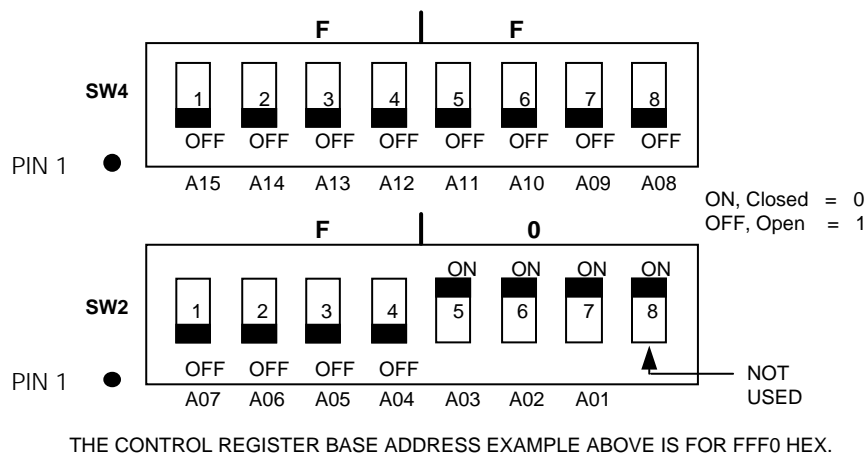 F F
SW4
1 2 3 4 5 6 7 8
OFF OFF OFF OFF OFF OFF OFF OFF
PIN 1
A15 A14 A13 A12 A11 A10 A09 A08
ON, Closed = 0
OFF, Open = 1
F 0
ON ON ON ON
SW2
1 2 3 4 5 6 7 8
OFF OFF OFF OFF
PIN 1
NOT
USED
A07 A06 A05 A04 A03 A02 A01
THE CONTROL REGISTER BASE ADDRESS EXAMPLE ABOVE IS FOR FFF0 HEX.